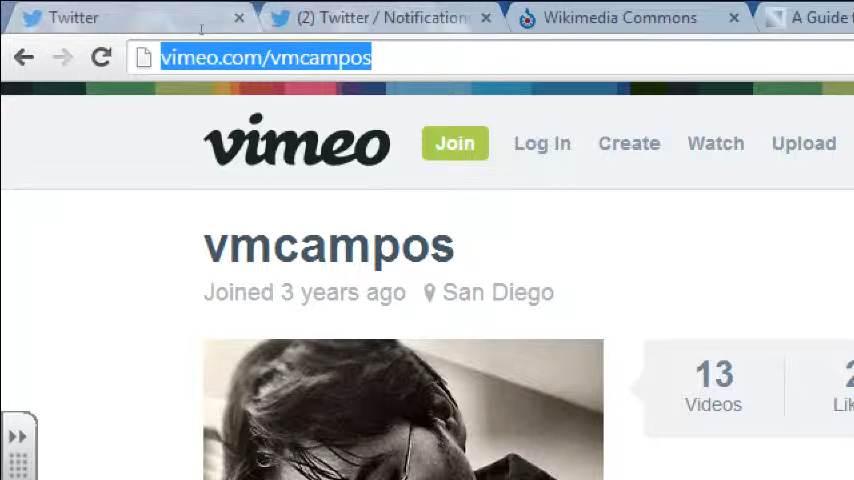 Twitter (2) Twitter / Notification Wikimedia Commons A Guide
vimeo.com/vmcampos
vimeo Join Log In Create Watch Upload
vmcampos
Joined 3 years ago San Diego
13
Videos